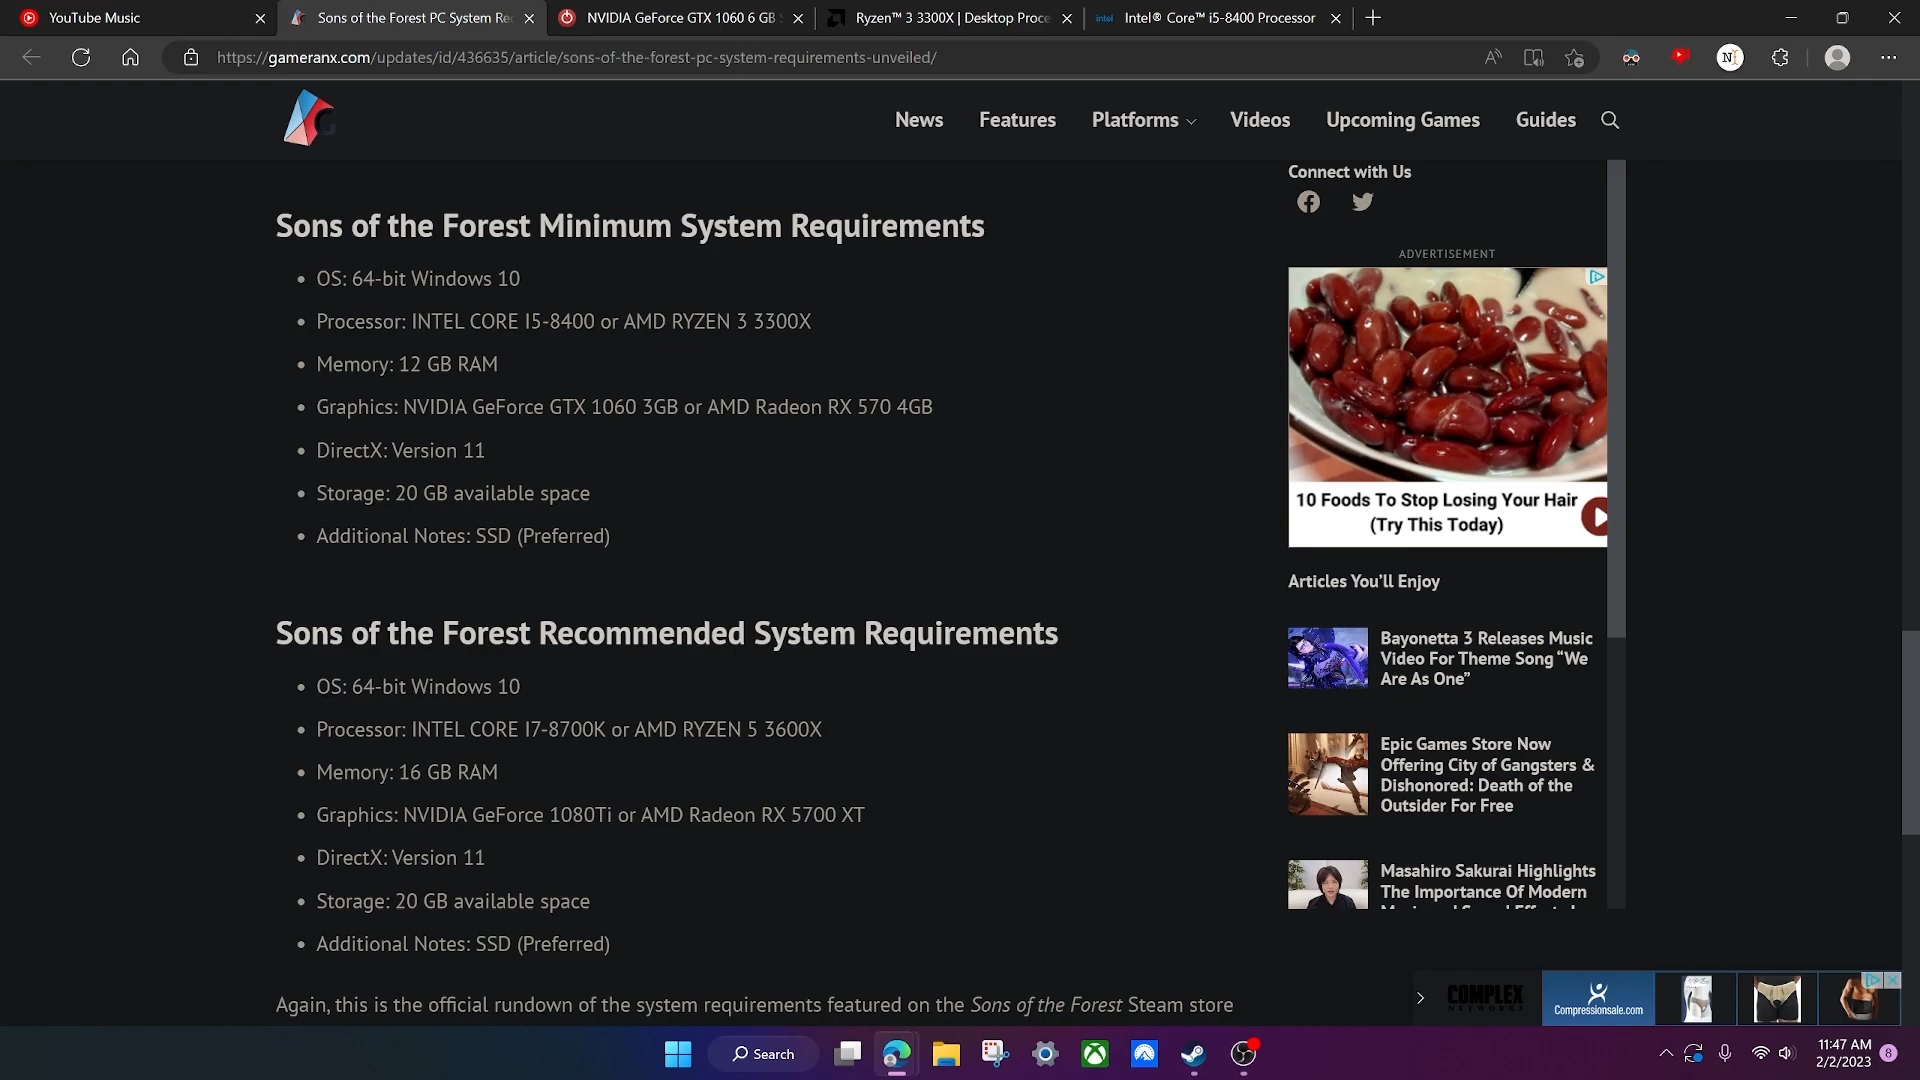 YouTube Music
Sons of the Forest PC System Re
NVIDIA GeForce GTX 1060 6 GB
Ryzen™ 3 3300X | Desktop Proce
intel
Intel® Core™ i5-8400 Processor
https://gameranx.com/updates/id/436635/article/sons-of-the-forest-pc-system-requirements-unveiled/
News
Features
Platforms
Videos
Upcoming Games
Guides
Sons of the Forest Minimum System Requirements
• OS: 64-bit Windows 10
• Processor: INTEL CORE I5-8400 or AMD RYZEN 3 3300X
• Memory: 12 GB RAM
• Graphics: NVIDIA GeForce GTX 1060 3GB or AMD Radeon RX 570 4GB
• DirectX: Version 11
• Storage: 20 GB available space
• Additional Notes: SSD (Preferred)
Sons of the Forest Recommended System Requirements
• OS: 64-bit Windows 10
• Processor: INTEL CORE I7-8700K or AMD RYZEN 5 3600X
• Memory: 16 GB RAM
• Graphics: NVIDIA GeForce 1080Ti or AMD Radeon RX 5700 XT
• DirectX: Version 11
• Storage: 20 GB available space
• Additional Notes: SSD (Preferred)
Again, this is the official rundown of the system requirements featured on the Sons of the Forest Steam store
Connect with Us
ADVERTISEMENT
10 Foods To Stop Losing Your Hair
(Try This Today)
Articles You’ll Enjoy
Bayonetta 3 Releases Music
Video For Theme Song “We
Are As One”
Epic Games Store Now
Offering City of Gangsters &
Dishonored: Death of the
Outsider For Free
Masahiro Sakurai Highlights
The Importance Of Modern
COMPLEX
NETWORKS
Compressionsale.com
Search
11:47 AM
2/2/2023
8